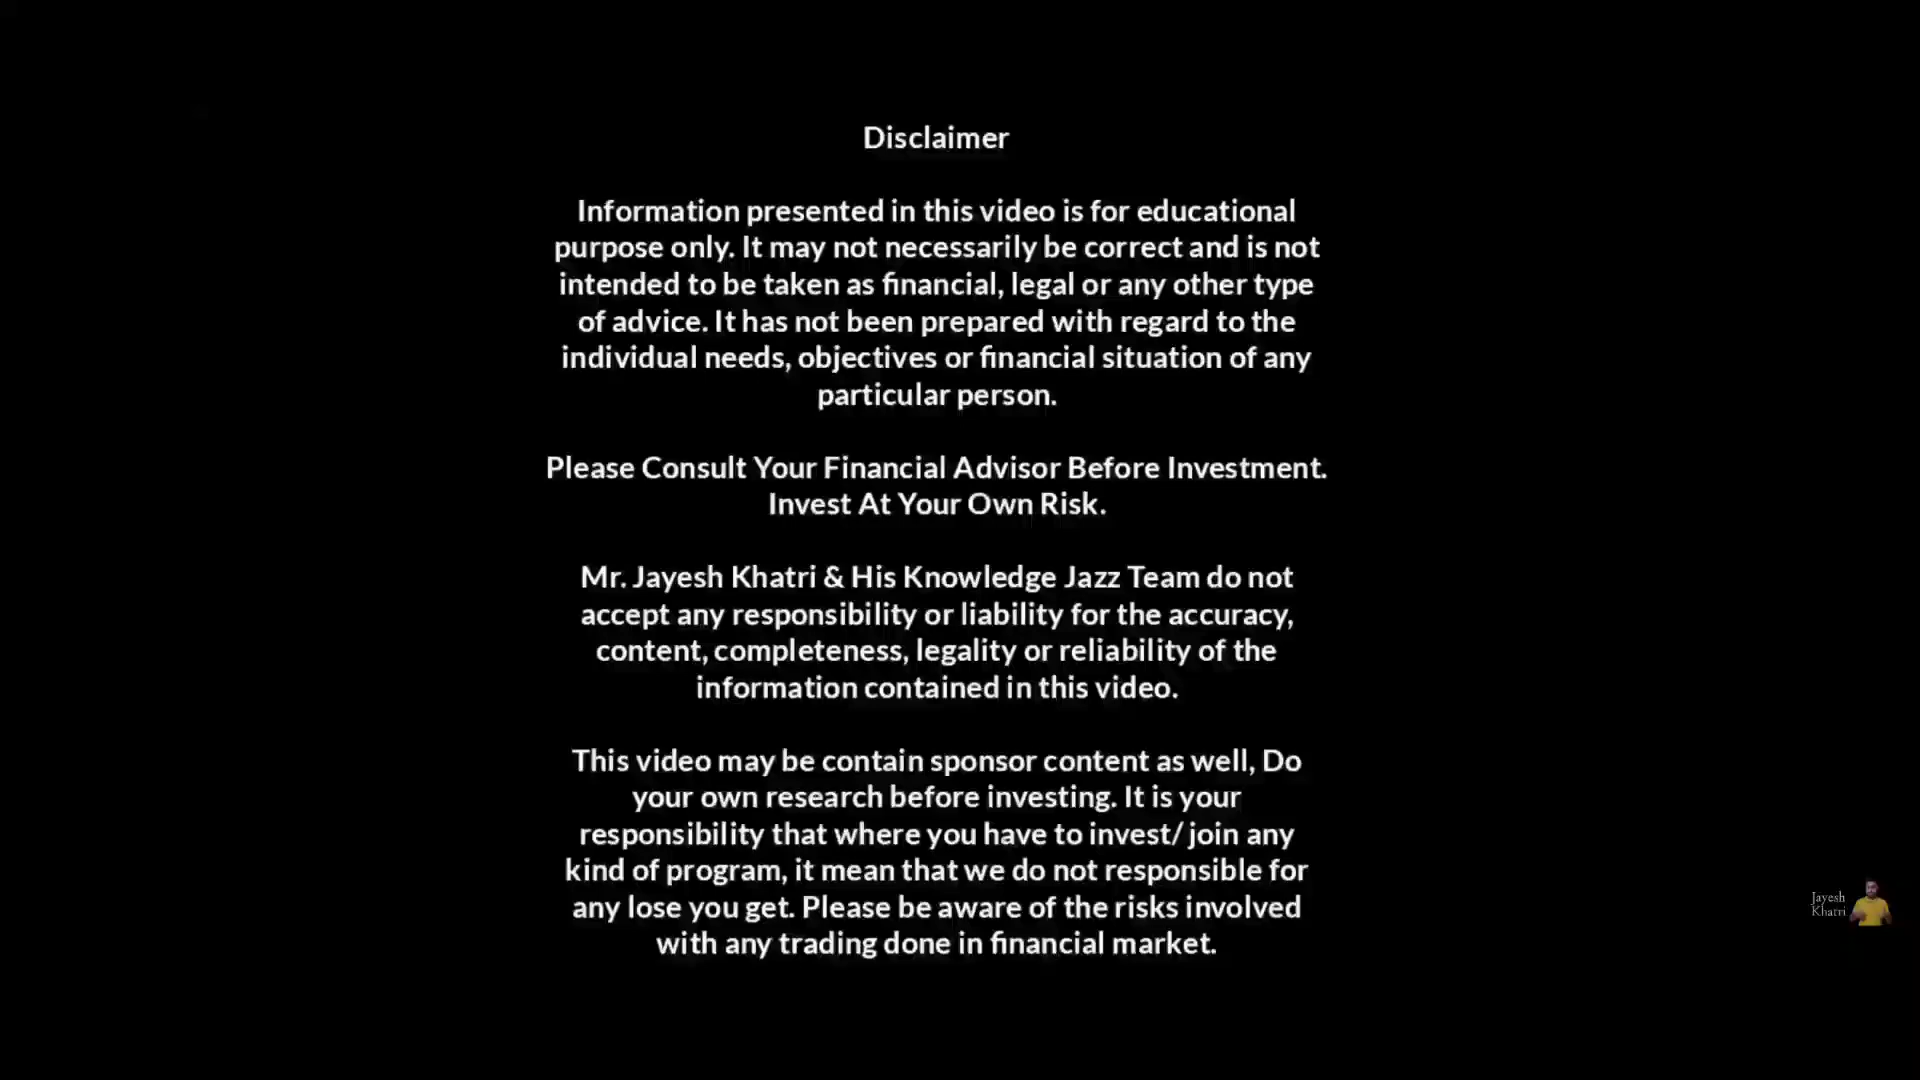 Disclaimer
Information presented in this video is for educational
purpose only. It may not necessarily be correct and is not
intended to be taken as financial, legal or any other type
of advice. It has not been prepared with regard to the
individual needs, objectives or financial situation of any
particular person.
Please Consult Your Financial Advisor Before Investment.
Invest At Your Own Risk.
Mr. Jayesh Khatri & His Knowledge Jazz Team do not
accept any responsibility or liability for the accuracy,
content, completeness, legality or reliability of the
information contained in this video.
This video may be contain sponsor content as well, Do
your own research before investing. It is your
responsibility that where you have to invest/ join any
kind of program, it mean that we do not responsible for
any lose you get. Please be aware of the risks involved
with any trading done in financial market.
Jayesh
Khatri